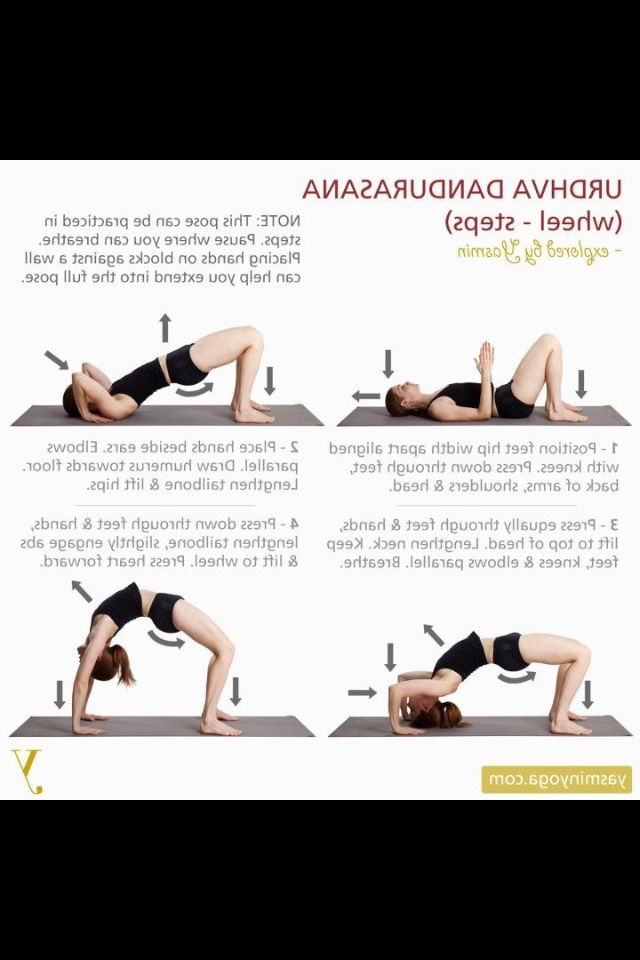 URDHVA DANDURASANA
(wheel - steps)
- explored by Yasmin
NOTE: This pose can be practiced in
steps. Pause where you can breathe.
Placing hands on blocks against a wall
can help you extend into the full pose.
1 - Position feet hip width apart aligned
with knees. Press down through feet,
back of arms, shoulders & head.
2 - Place hands beside ears. Elbows
parallel. Draw humerus towards floor.
Lengthen tailbone & lift hips.
3 - Press equally through feet & hands,
lift to top of head. Lengthen neck. Keep
feet, knees & elbows parallel. Breathe.
4 - Press down through feet & hands,
lengthen tailbone, slightly engage abs
& lift to wheel. Press heart forward.
yasminyoga.com
y